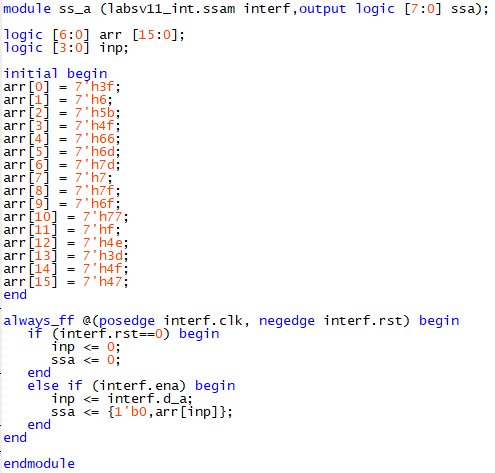 module ss_a (labsv11_int.ssam interf,output logic [7:0] ssa);
logic [6:0] arr [15:0];
logic [3:0] inp;
initial begin
arr[0] = 7'h3f;
arr[1] = 7'h6;
arr[2] = 7'h5b;
arr[3] = 7'h4f;
arr[4] = 7'h66;
arr[5] = 7'h6d;
arr[6] = 7'h7d;
arr[7] = 7'h7;
arr[8] = 7'h7f;
arr[9] = 7'h6f;
arr[10] = 7'h77;
arr[11] = 7'hf;
arr[12] = 7'h4e;
arr[13] = 7'h3d;
arr[14] = 7'h4f;
arr[15] = 7'h47;
end
always_ff @(posedge interf.clk, negedge interf.rst) begin
if (interf.rst==0) begin
inp <= 0;
ssa <= 0;
end
else if (interf.ena) begin
inp <= interf.d_a;
ssa <= {1'b0,arr[inp]};
end
end
endmodule